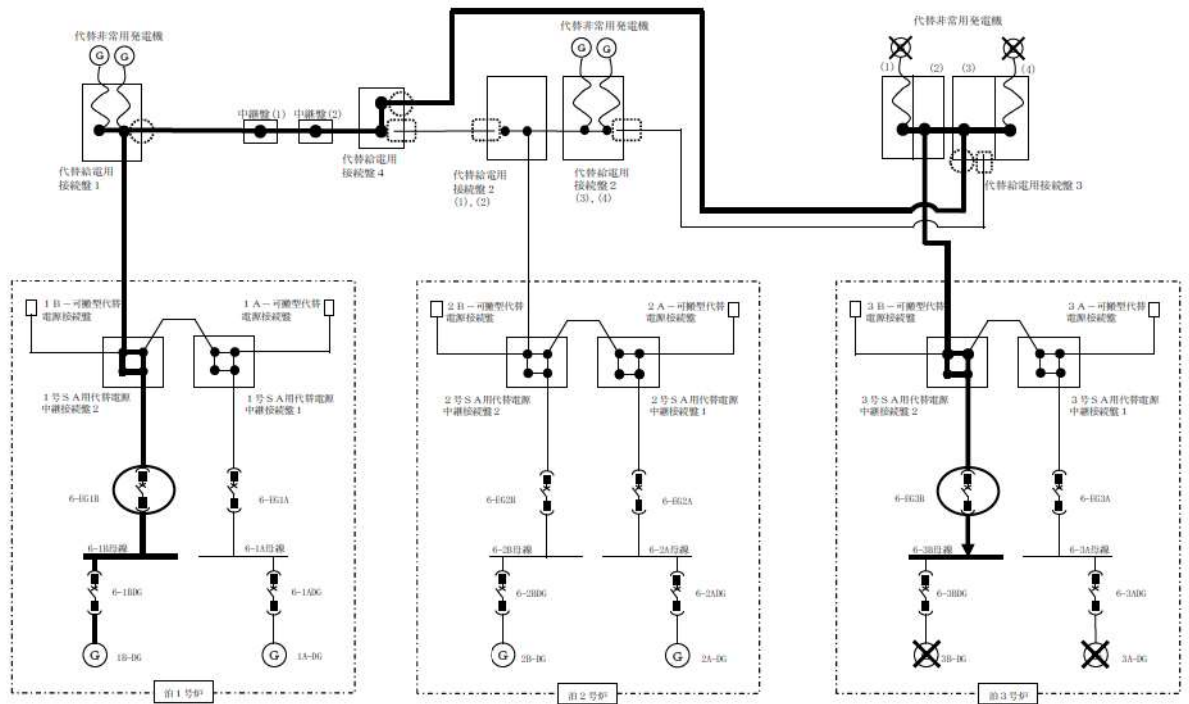 代替非常用発電機
G G
代替非常用発電機
G G
代替非常用発電機
(1)
(2)
(3)
(4)
中継盤(1)
中継盤(2)
代替給電用
接続盤1
代替給電用
接続盤4
代替給電用
接続盤2
(1),(2)
代替給電用
接続盤2
(3),(4)
代替給電用接続盤3
1B-可搬型代替
電源接続盤
1A-可搬型代替
電源接続盤
1号SA用代替電源
中継接続盤2
1号SA用代替電源
中継接続盤1
6-EG1B
6-EG1A
6-1B母線
6-1A母線
6-1BDG
6-1ADG
G
1B-DG
G
1A-DG
泊1号炉
2B-可搬型代替
電源接続盤
2A-可搬型代替
電源接続盤
2号SA用代替電源
中継接続盤2
2号SA用代替電源
中継接続盤1
6-EG2B
6-EG2A
6-2B母線
6-2A母線
6-2BDG
6-2ADG
G
2B-DG
G
2A-DG
泊2号炉
3B-可搬型代替
電源接続盤
3A-可搬型代替
電源接続盤
3号SA用代替電源
中継接続盤2
3号SA用代替電源
中継接続盤1
6-EG3B
6-EG3A
6-3B母線
6-3A母線
6-3BDG
6-3ADG
3B-DG
3A-DG
泊3号炉